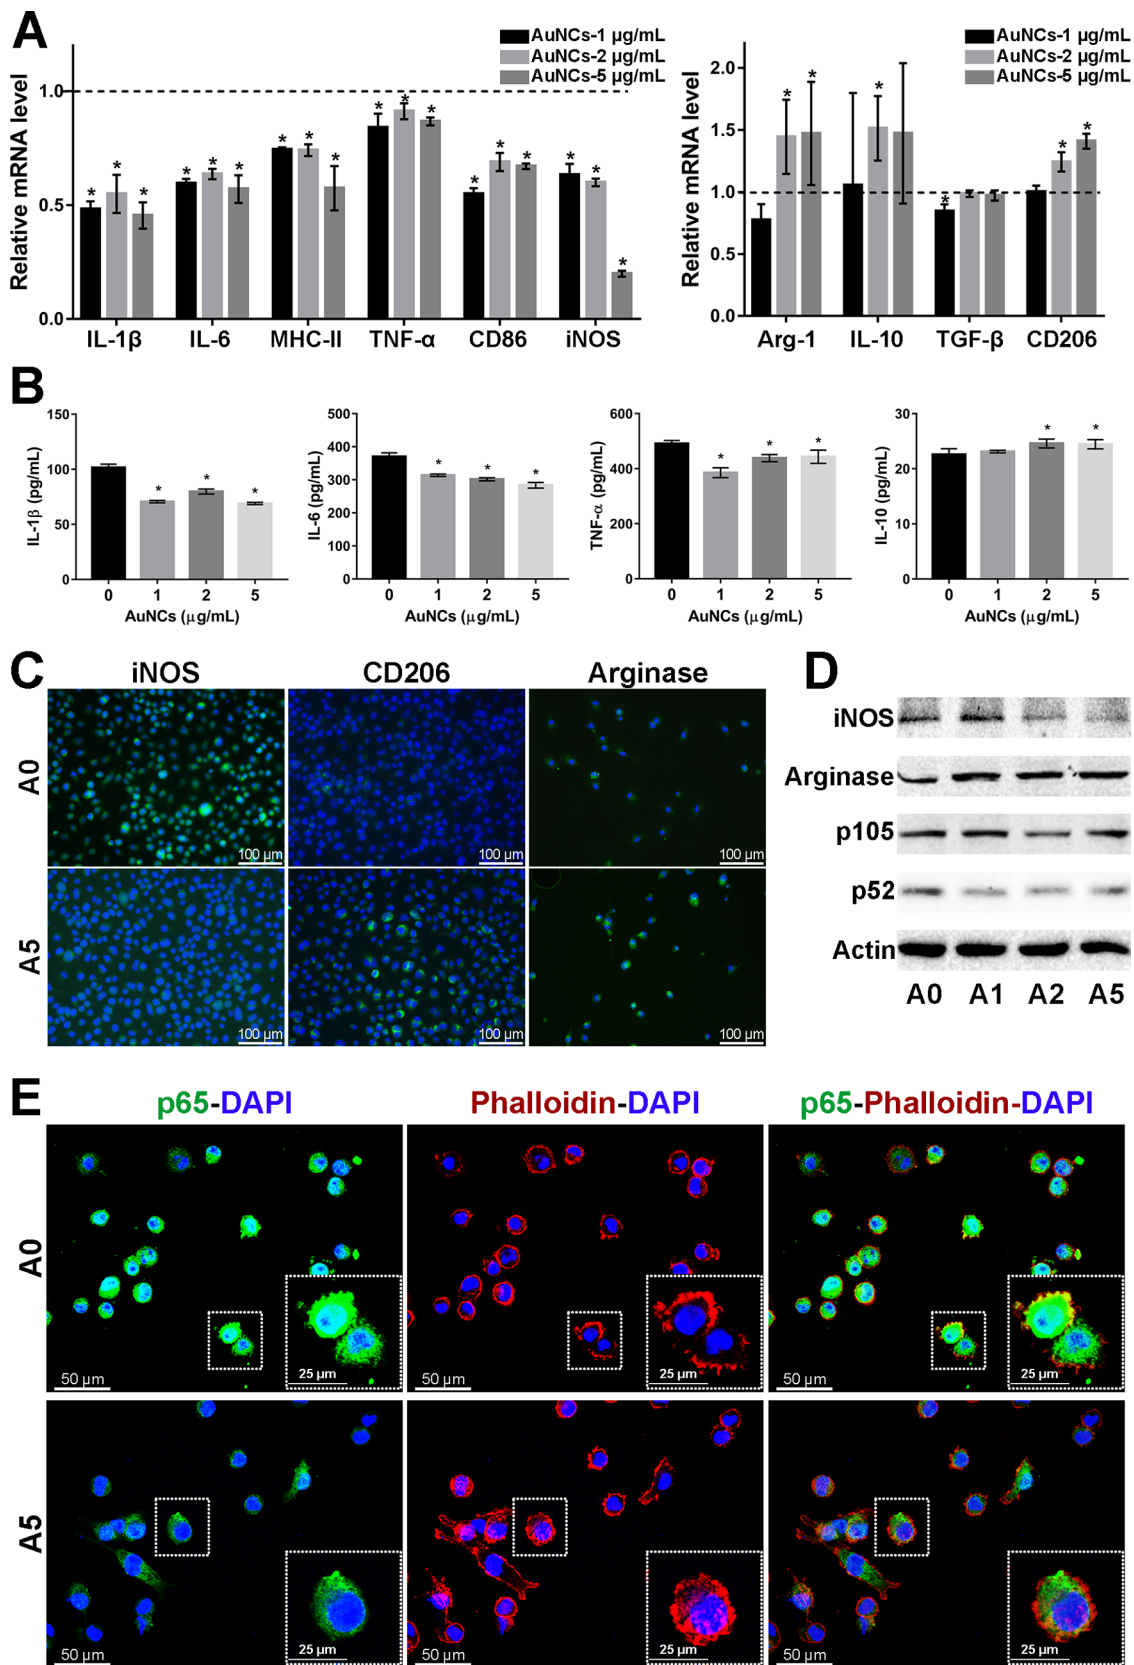 A
AuNCs-1 µg/mL
AuNCs-2 µg/mL
AuNCs-5 µg/mL
Relative mRNA level
1.0
0.5
0.0
* * * * * * * * * * * * * * * * * *
IL-1β IL-6 MHC-II TNF-α CD86 iNOS
AuNCs-1 µg/mL
AuNCs-2 µg/mL
AuNCs-5 µg/mL
Relative mRNA level
2.0
1.5
1.0
0.5
0.0
* * * * * *
Arg-1 IL-10 TGF-β CD206
B
IL-1β (pg/mL)
150
100
50
0
* * *
0 1 2 5
AuNCs (µg/mL)
IL-6 (pg/mL)
500
400
300
200
100
0
* * *
0 1 2 5
AuNCs (µg/mL)
TNF-α (pg/mL)
600
400
200
0
* * *
0 1 2 5
AuNCs (µg/mL)
IL-10 (pg/mL)
30
20
10
0
* *
0 1 2 5
AuNCs (µg/mL)
C
iNOS CD206 Arginase
A0
100 µm 100 µm 100 µm
A5
100 µm 100 µm 100 µm
D
iNOS
Arginase
p105
p52
Actin
A0 A1 A2 A5
E
p65-DAPI Phalloidin-DAPI p65-Phalloidin-DAPI
A0
50 µm 25 µm 50 µm 25 µm 50 µm 25 µm
A5
50 µm 25 µm 50 µm 25 µm 50 µm 25 µm